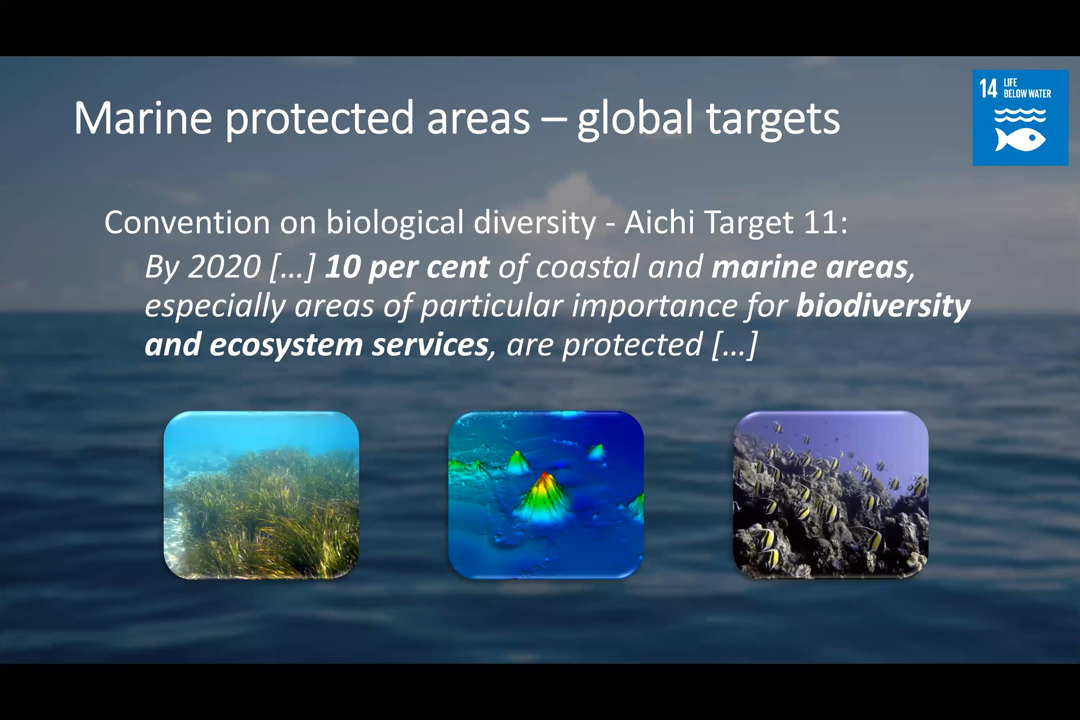 Marine protected areas – global targets
14 LIFE
BELOW WATER
Convention on biological diversity - Aichi Target 11:
By 2020 […] 10 per cent of coastal and marine areas,
especially areas of particular importance for biodiversity
and ecosystem services, are protected […]